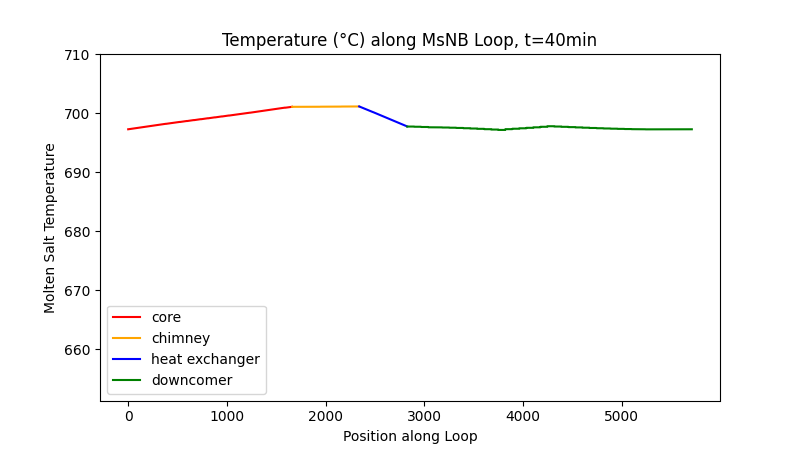 Temperature (°C) along MsNB Loop, t=40min
Molten Salt Temperature
710
700
690
680
670
660
core
chimney
heat exchanger
downcomer
0 1000 2000 3000 4000 5000
Position along Loop